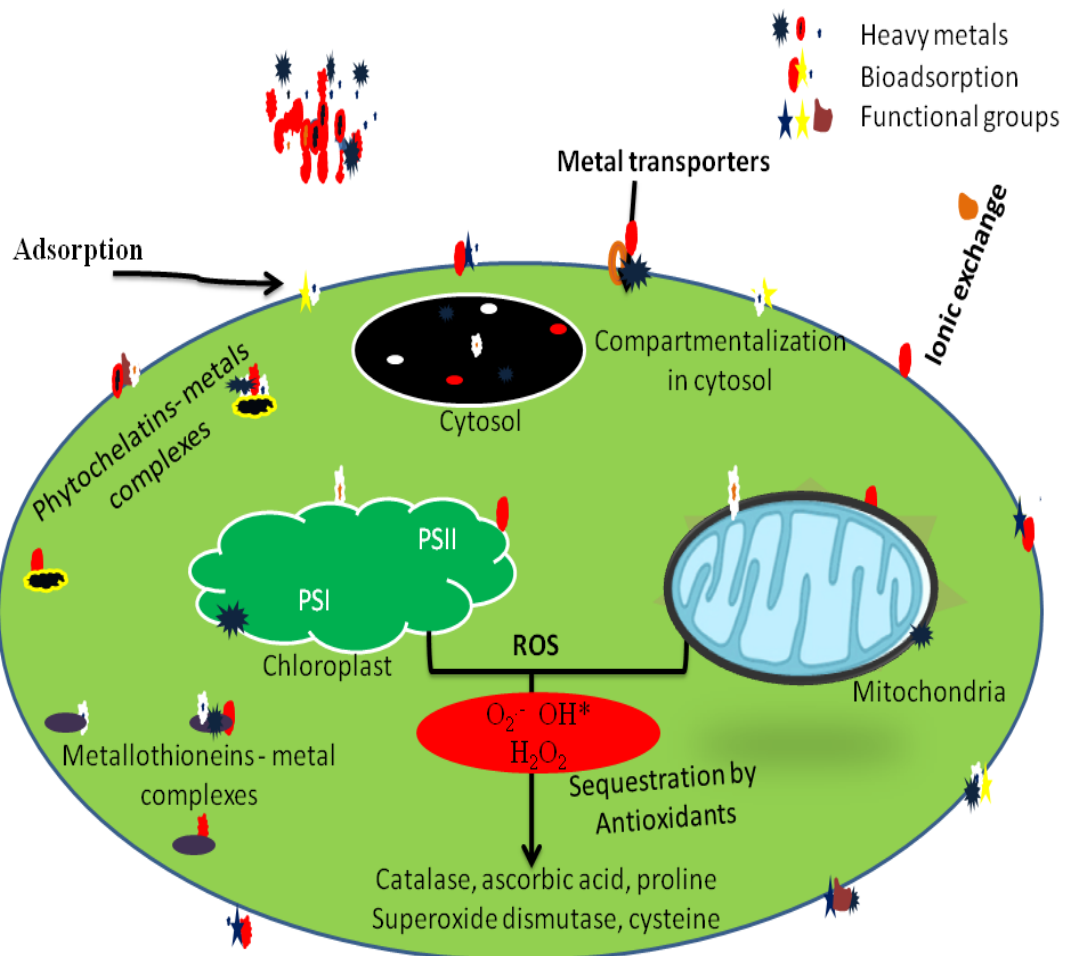 Heavy metals
Bioadsorption
Functional groups
Metal transporters
Ionic exchange
Adsorption
Compartmentalization
in cytosol
Cytosol
Phytochelatins- metals
complexes
PSII
PSI
Chloroplast
ROS
Mitochondria
O₂·⁻ OH*
H₂O₂
Metallothioneins - metal
complexes
Sequestration by
Antioxidants
Catalase, ascorbic acid, proline
Superoxide dismutase, cysteine